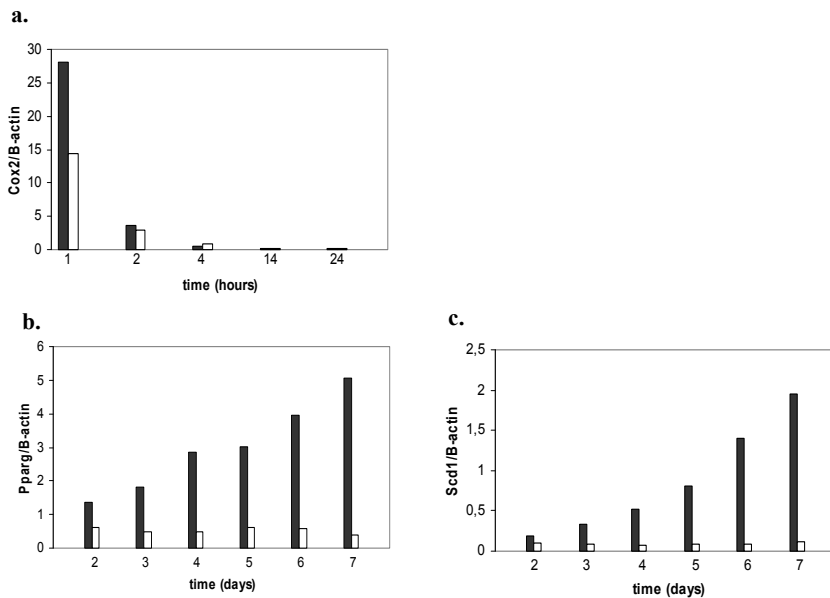 a.
Cox2/B-actin
30
25
20
15
10
5
0
1 2 4 14 24
time (hours)
b.
Pparg/B-actin
6
5
4
3
2
1
0
2 3 4 5 6 7
time (days)
c.
Scd1/B-actin
2,5
2
1,5
1
0,5
0
2 3 4 5 6 7
time (days)